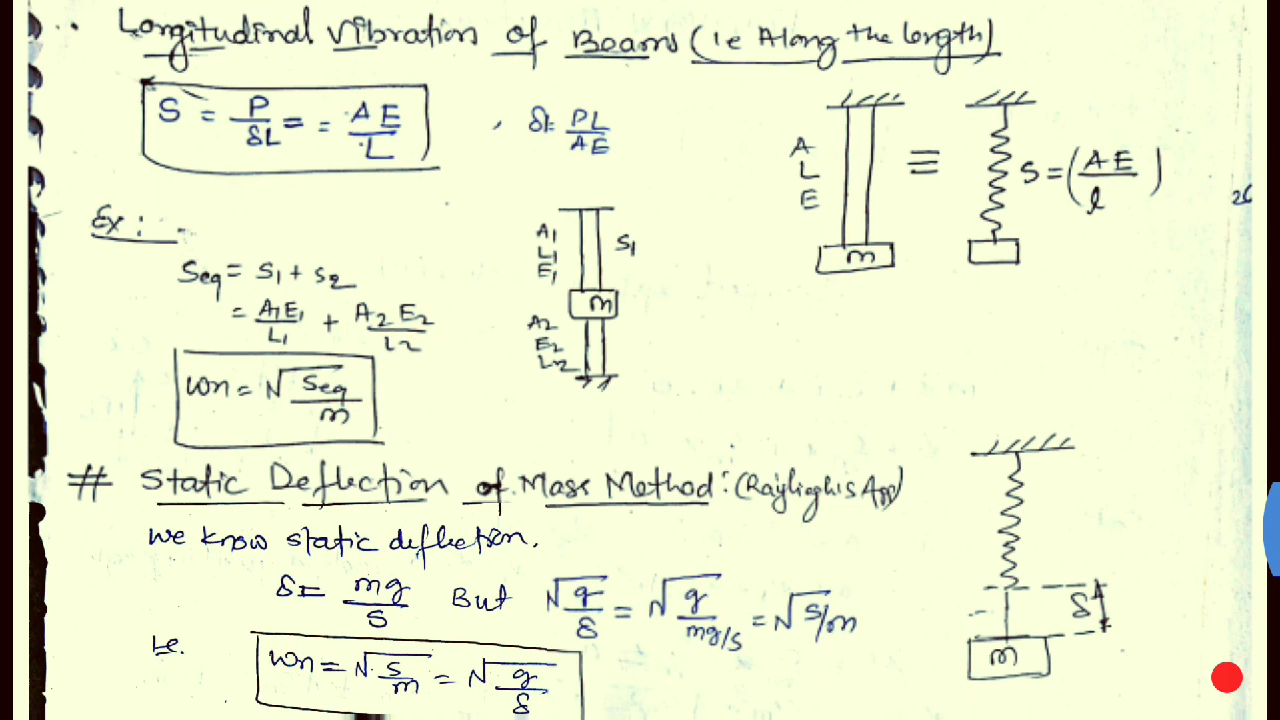 Longitudinal Vibration of Beams (ie Along the length)
S = P/δL = = AE/L , δl = PL/AE
A
L
E
≡ S = (AE/l)
m
Ex: -
Seq = S1 + S2
= A1E1/L1 + A2E2/L2
ωn = √Seq/m
A1
L1
E1
S1
m
A2
E2
L2
# Static Deflection of Mass Method: (Rayliegh's App)
we know static deflection.
δ = mg/S But √g/δ = √g/mg/s = √s/m
ie.
ωn = √s/m = √g/δ
δ
m